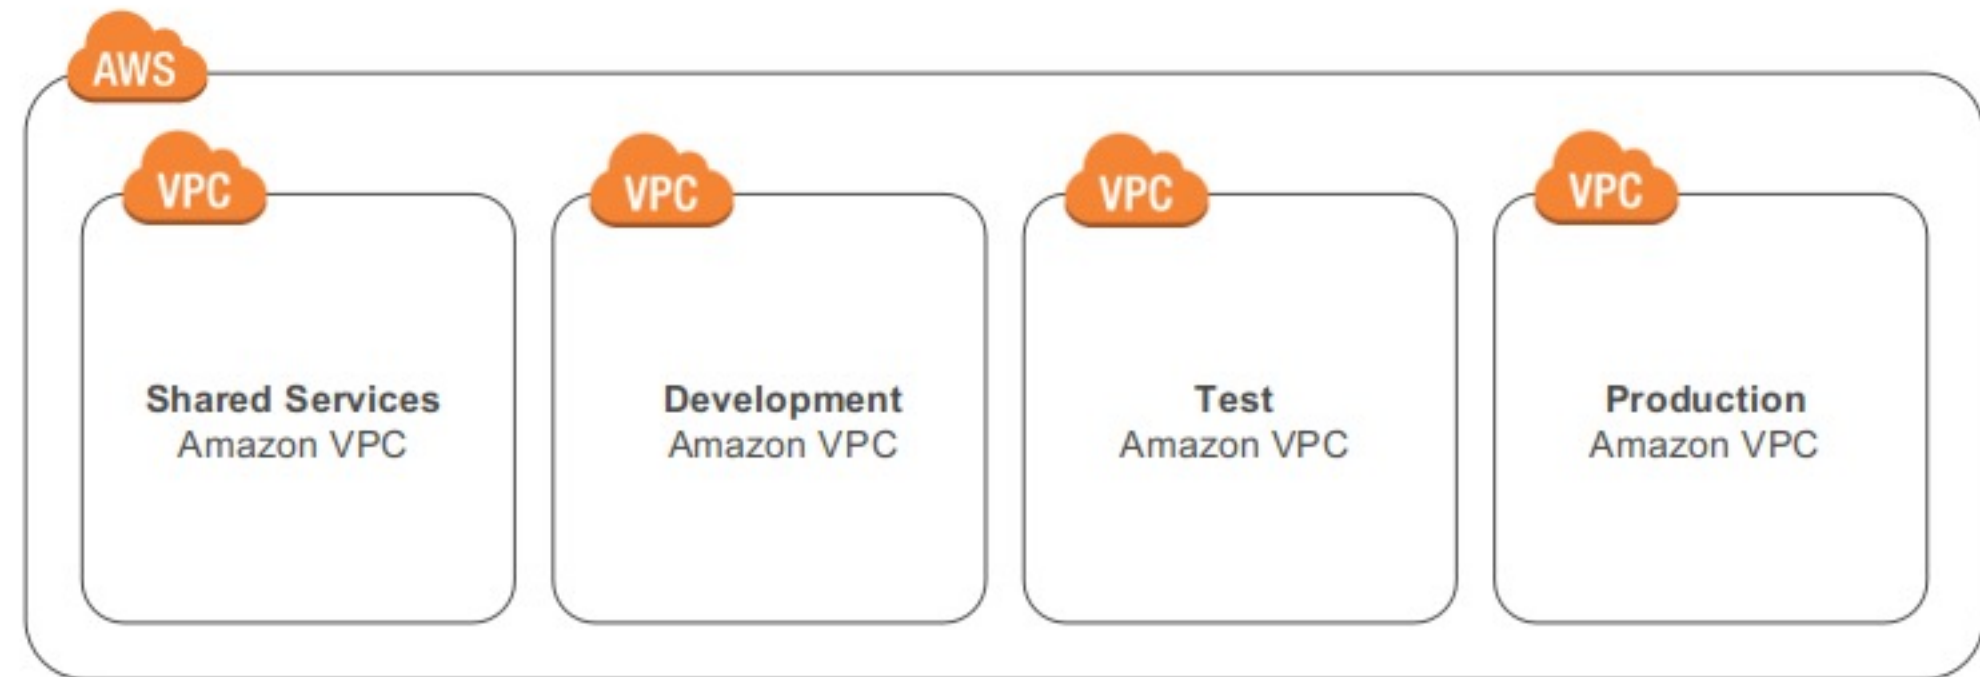 AWS
VPC
VPC
VPC
VPC
Shared Services
Amazon VPC
Development
Amazon VPC
Test
Amazon VPC
Production
Amazon VPC